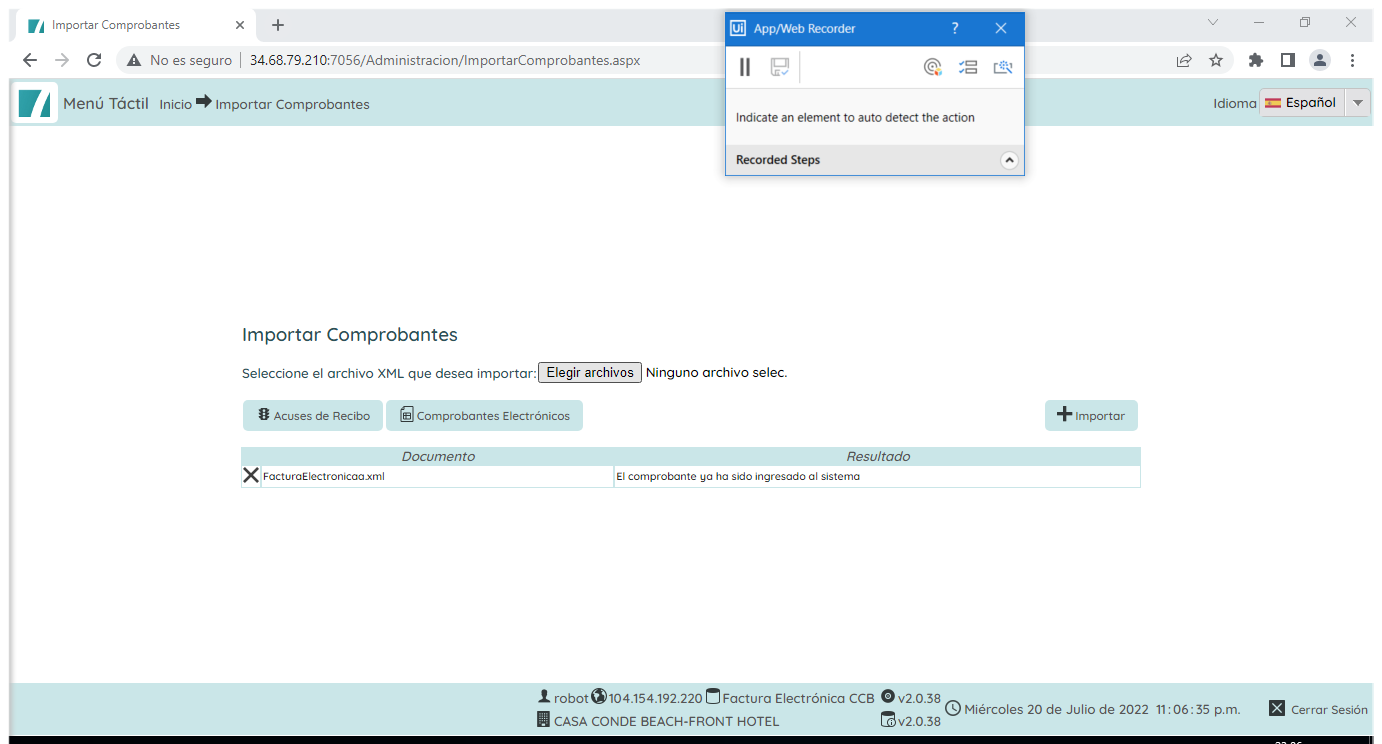 Importar Comprobantes
Ui App/Web Recorder ?
No es seguro 34.68.79.210:7056/Administracion/ImportarComprobantes.aspx
Indicate an element to auto detect the action
Recorded Steps
Menú Táctil Inicio Importar Comprobantes
Idioma Español
Importar Comprobantes
Seleccione el archivo XML que desea importar: Elegir archivos Ninguno archivo selec.
Acuses de Recibo Comprobantes Electrónicos Importar
Documento Resultado
FacturaElectronicaa.xml El comprobante ya ha sido ingresado al sistema
robot 104.154.192.220 Factura Electrónica CCB v2.0.38
CASA CONDE BEACH-FRONT HOTEL v2.0.38
Miércoles 20 de Julio de 2022 11:06:35 p.m. Cerrar Sesión